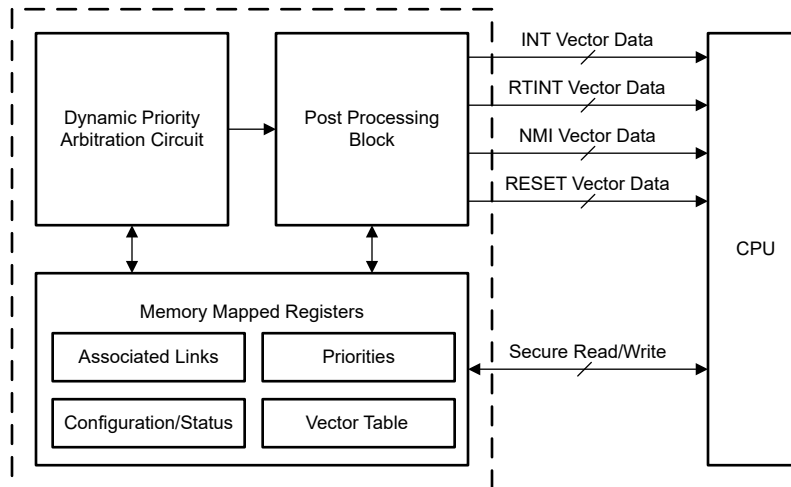 INT Vector Data
RTINT Vector Data
NMI Vector Data
RESET Vector Data
Dynamic Priority
Arbitration Circuit
Post Processing
Block
CPU
Memory Mapped Registers
Associated Links
Priorities
Configuration/Status
Vector Table
Secure Read/Write